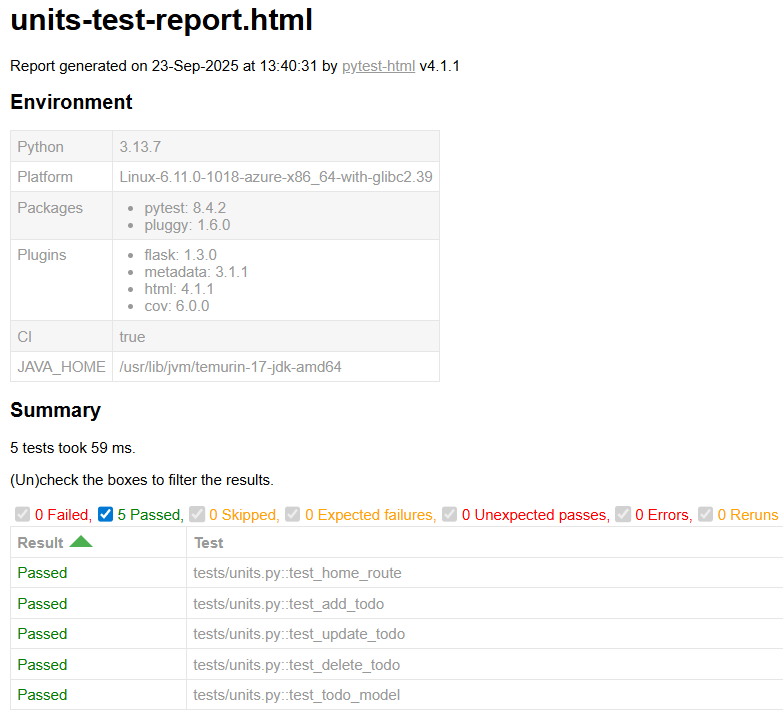 units-test-report.html
Report generated on 23-Sep-2025 at 13:40:31 by pytest-html v4.1.1
Environment
Python 3.13.7
Platform Linux-6.11.0-1018-azure-x86_64-with-glibc2.39
Packages
pytest: 8.4.2
pluggy: 1.6.0
Plugins
flask: 1.3.0
metadata: 3.1.1
html: 4.1.1
cov: 6.0.0
CI true
JAVA_HOME /usr/lib/jvm/temurin-17-jdk-amd64
Summary
5 tests took 59 ms.
(Un)check the boxes to filter the results.
0 Failed, 5 Passed, 0 Skipped, 0 Expected failures, 0 Unexpected passes, 0 Errors, 0 Reruns
Result Test
Passed tests/units.py::test_home_route
Passed tests/units.py::test_add_todo
Passed tests/units.py::test_update_todo
Passed tests/units.py::test_delete_todo
Passed tests/units.py::test_todo_model